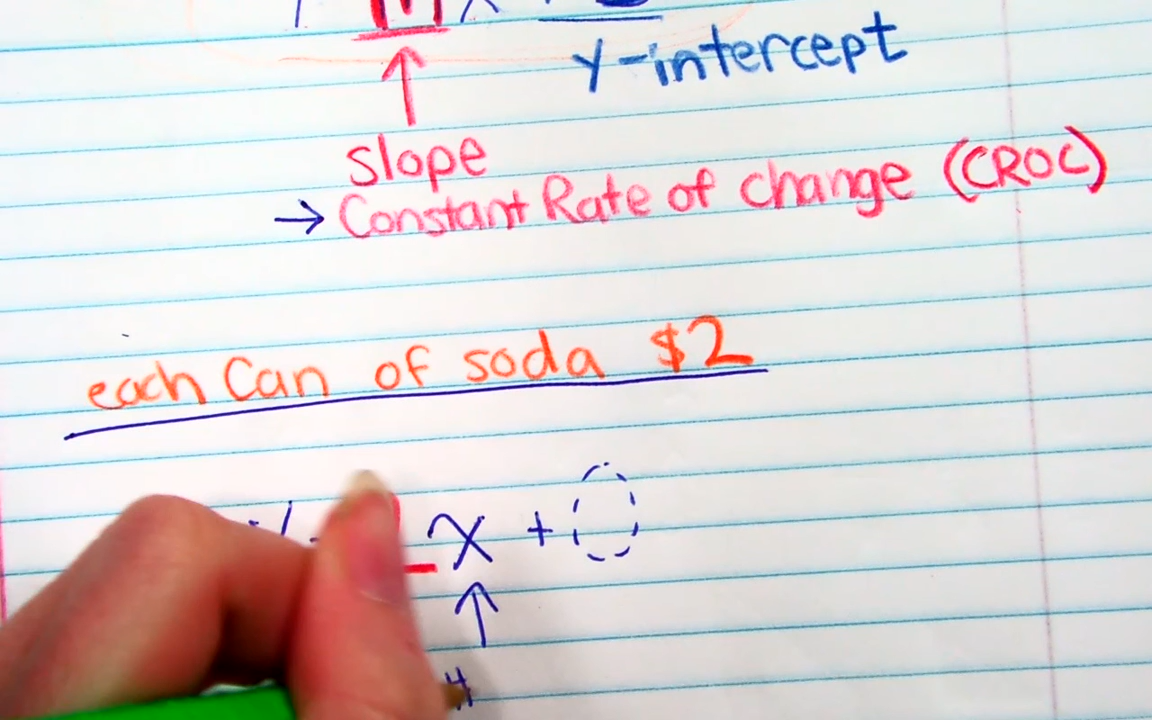 y-intercept
slope
→ Constant Rate of change (CROC)
each Can of soda $2
x +
#